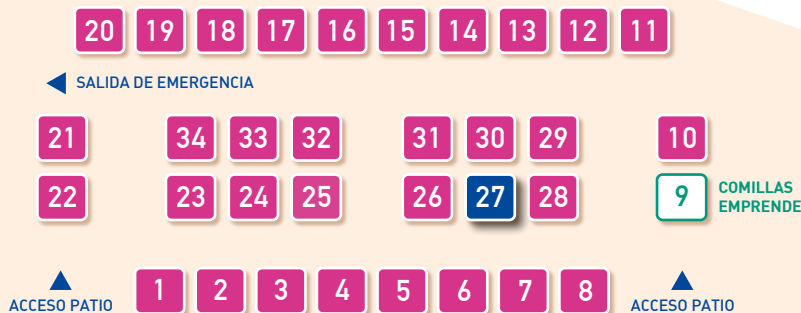 20 19 18 17 16 15 14 13 12 11
SALIDA DE EMERGENCIA
21 34 33 32 31 30 29 10
22 23 24 25 26 27 28 9
COMILLAS
EMPRENDE
1 2 3 4 5 6 7 8
ACCESO PATIO
ACCESO PATIO